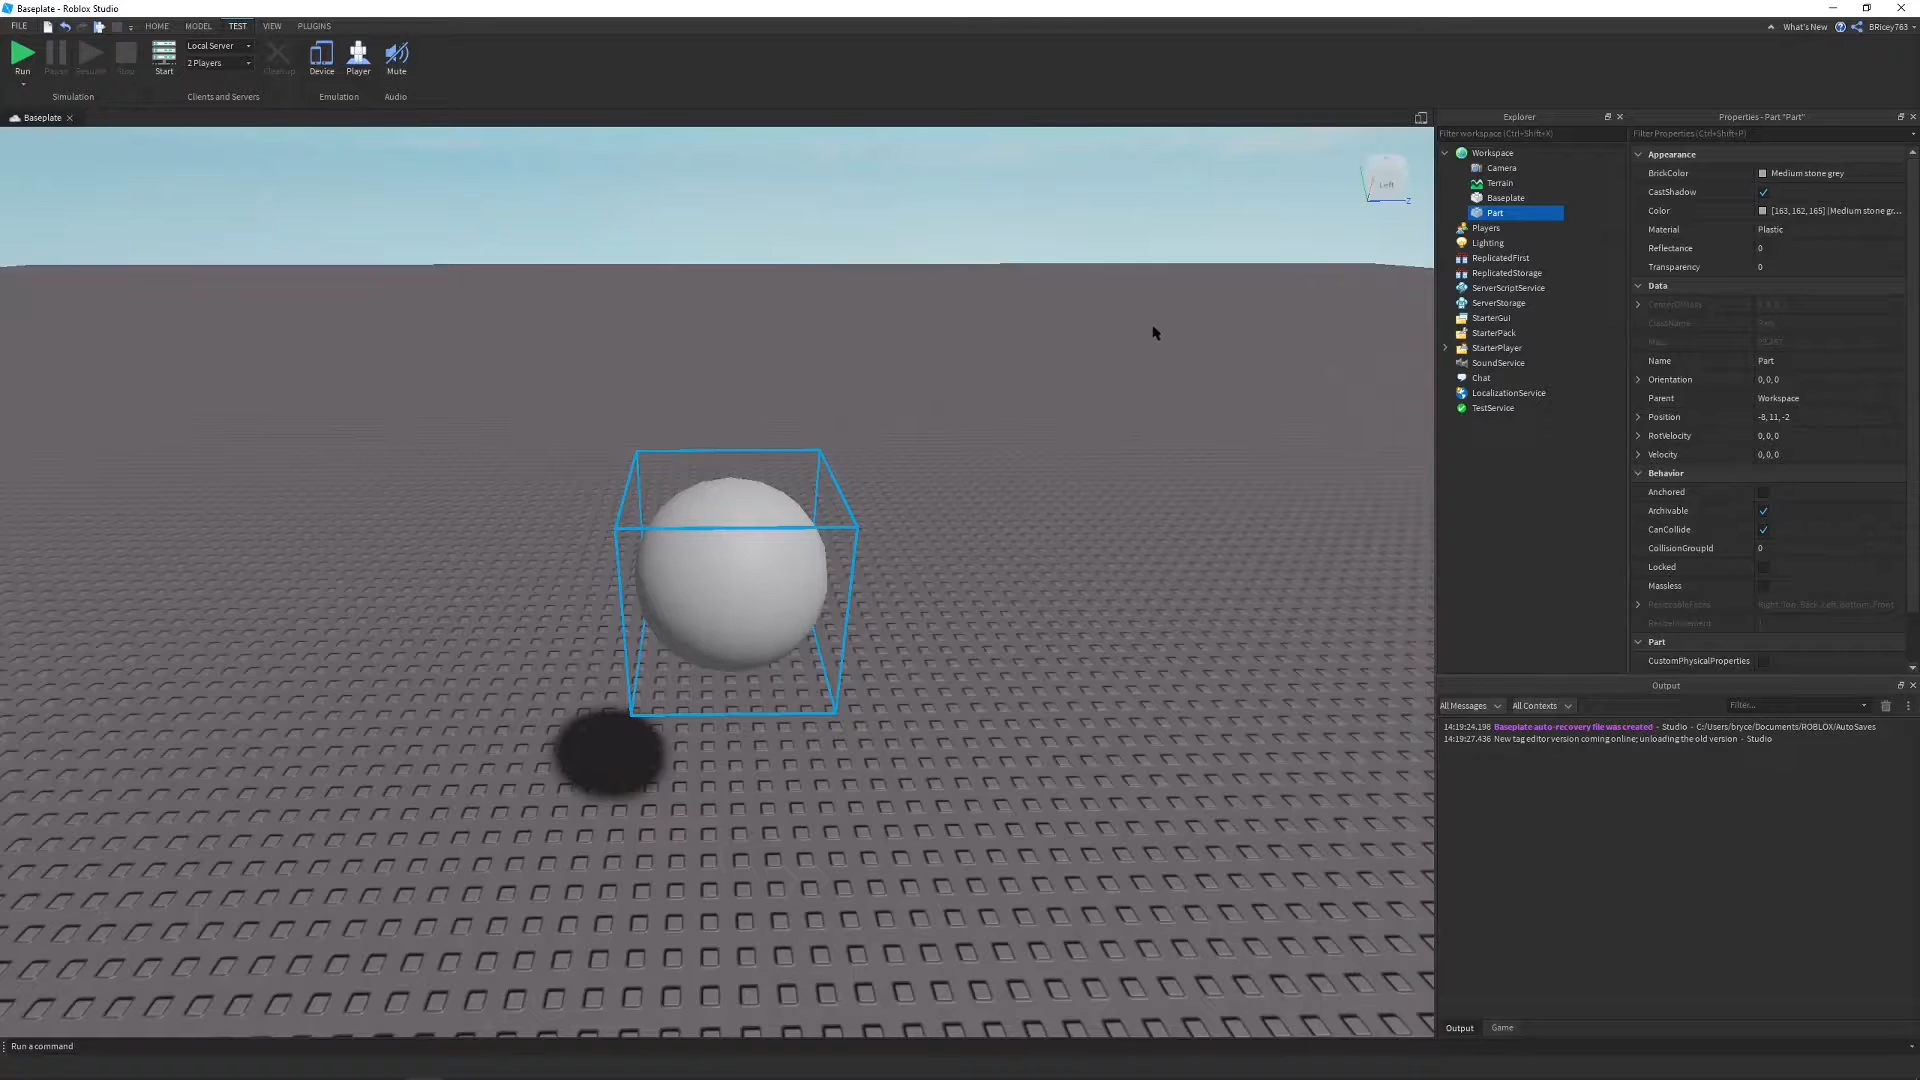 Baseplate - Roblox Studio
FILE
HOME MODEL TEST VIEW PLUGINS
What's New
BRicey763
Run Pause Resume Stop
Simulation
Start
Local Server
2 Players
Cleanup
Clients and Servers
Device Player
Emulation
Mute
Audio
Baseplate
Left
Z
Explorer
Filter workspace (Ctrl+Shift+X)
Workspace
Camera
Terrain
Baseplate
Part
Players
Lighting
ReplicatedFirst
ReplicatedStorage
ServerScriptService
ServerStorage
StarterGui
StarterPack
StarterPlayer
SoundService
Chat
LocalizationService
TestService
Properties - Part "Part"
Filter Properties (Ctrl+Shift+P)
Appearance
BrickColor Medium stone grey
CastShadow
Color [163, 162, 165] (Medium stone gr...
Material Plastic
Reflectance 0
Transparency 0
Data
CenterOfMass
ClassName Part
Mass
Name Part
Orientation 0, 0, 0
Parent Workspace
Position -8, 11, -2
RotVelocity 0, 0, 0
Velocity 0, 0, 0
Behavior
Anchored
Archivable
CanCollide
CollisionGroupId 0
Locked
Massless
ResizeableFaces Right, Top, Back, Left, Bottom, Front
ResizeIncrement 1
Part
CustomPhysicalProperties
Output
All Messages All Contexts Filter...
14:19:24.198 Baseplate auto-recovery file was created - Studio - C:/Users/bryce/Documents/ROBLOX/AutoSaves
14:19:27.436 New tag editor version coming online; unloading the old version - Studio
Output Game
Run a command